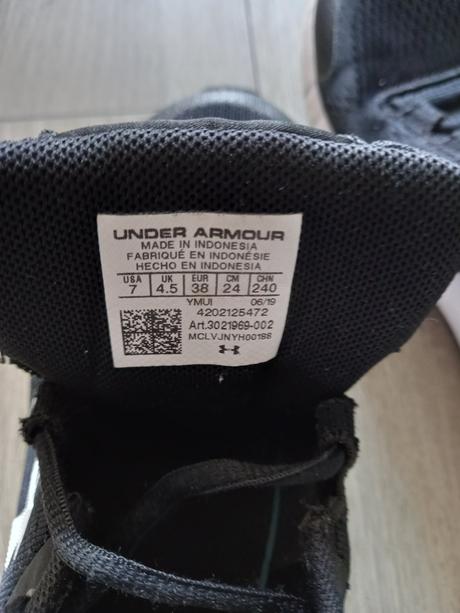 UNDER ARMOUR
MADE IN INDONESIA
FABRIQUÉ EN INDONÉSIE
HECHO EN INDONESIA
USA UK EUR CM CHN
7 4.5 38 24 240
YMUI 06/19
4202125472
Art.3021969-002
MCLVJNYH00188